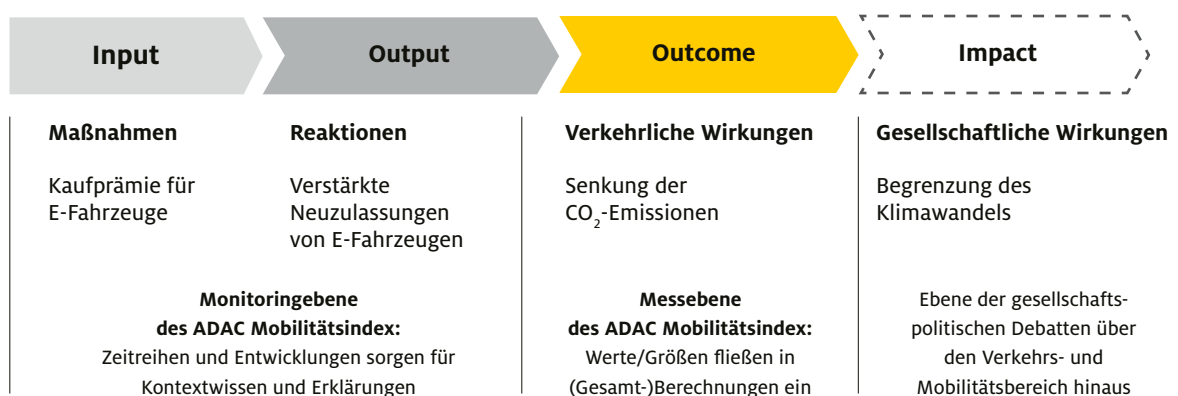 Input
Output
Outcome
Impact
Maßnahmen
Kaufprämie für
E-Fahrzeuge
Reaktionen
Verstärkte
Neuzulassungen
von E-Fahrzeugen
Verkehrliche Wirkungen
Senkung der
CO₂-Emissionen
Gesellschaftliche Wirkungen
Begrenzung des
Klimawandels
Monitoringebene
des ADAC Mobilitätsindex:
Zeitreihen und Entwicklungen sorgen für
Kontextwissen und Erklärungen
Messebene
des ADAC Mobilitätsindex:
Werte/Größen fließen in
(Gesamt-)Berechnungen ein
Ebene der gesellschafts-
politischen Debatten über
den Verkehrs- und
Mobilitätsbereich hinaus